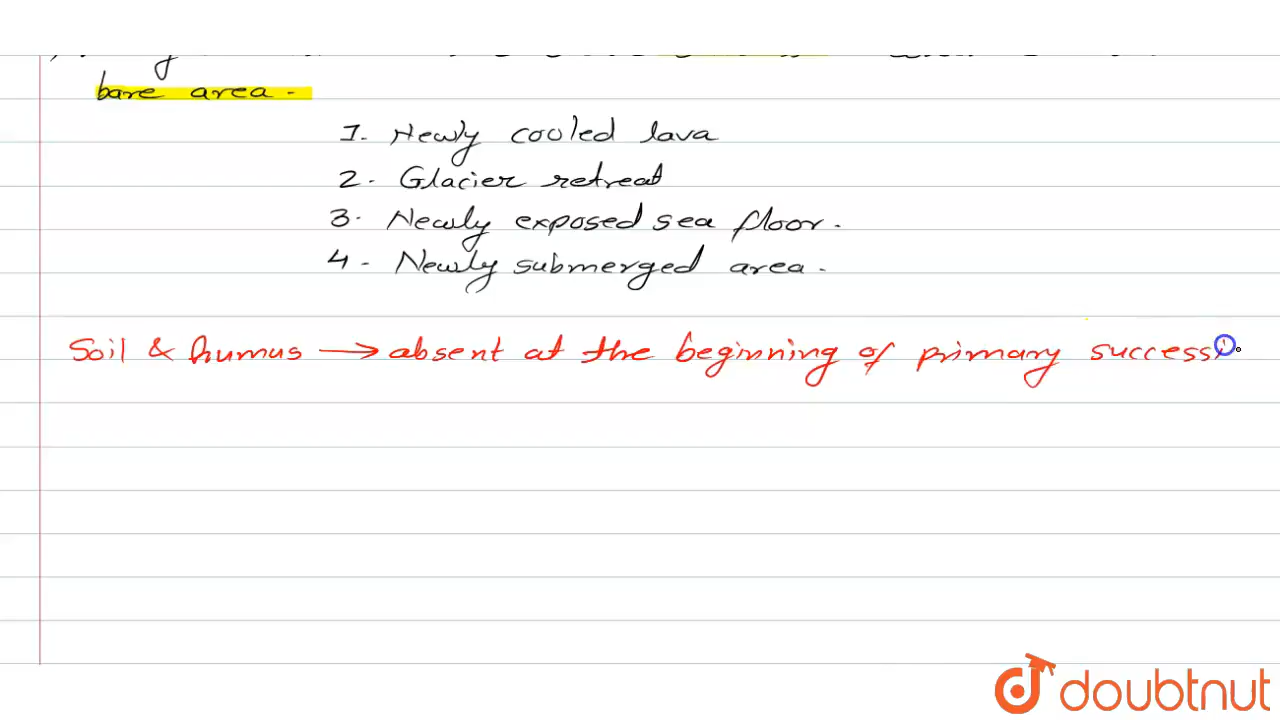 bare area.
1. Newly cooled lava
2. Glacier retreat
3. Newly exposed sea floor.
4. Newly submerged area.
Soil & humus → absent at the beginning of primary successi
doubtnut